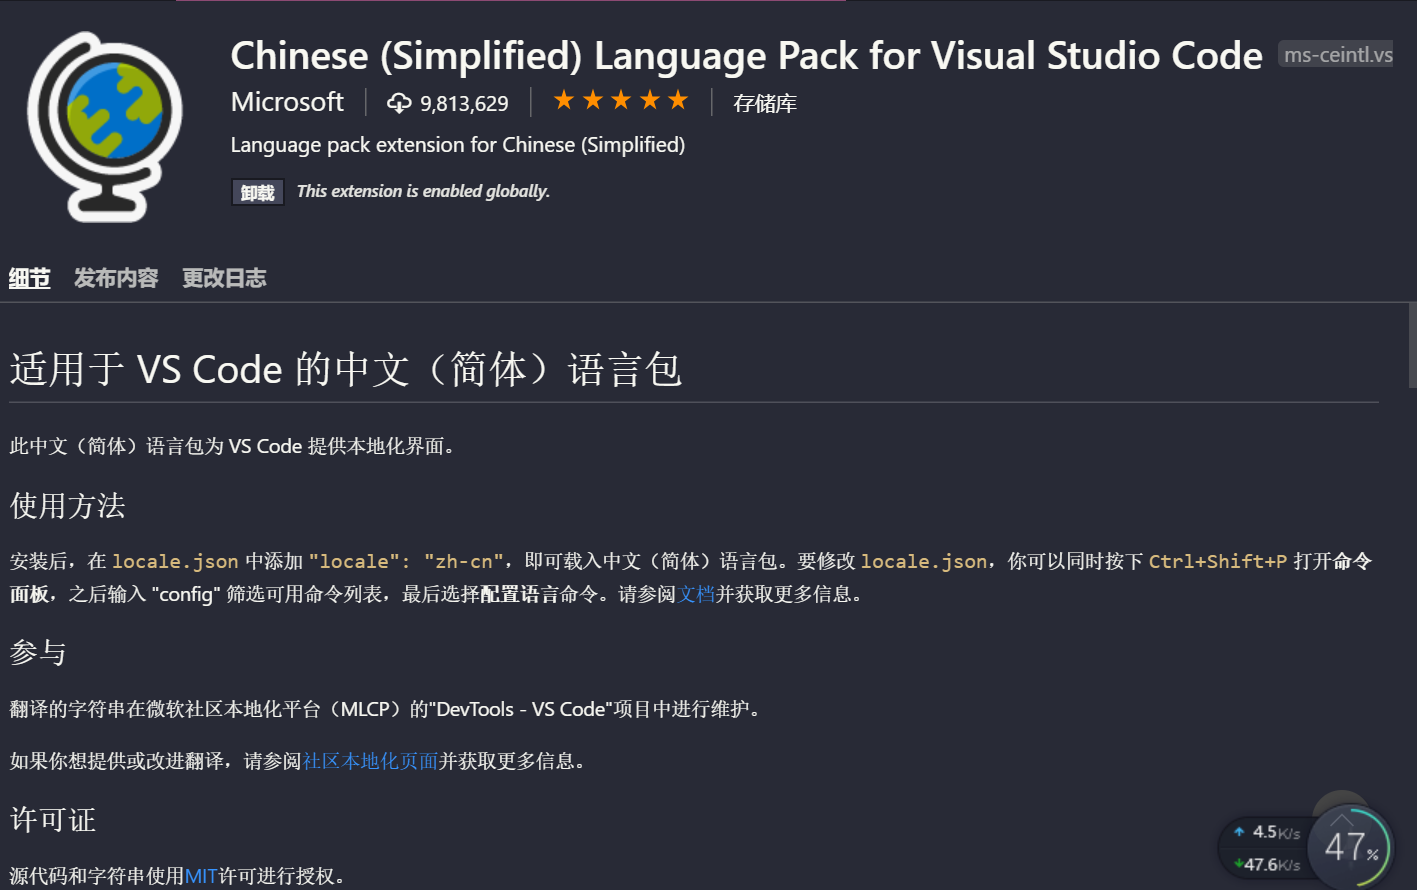 Chinese (Simplified) Language Pack for Visual Studio Code ms-ceintl.vs
Microsoft 9,813,629 ★★★★★ 存储库
Language pack extension for Chinese (Simplified)
卸载 This extension is enabled globally.
细节 发布内容 更改日志
适用于 VS Code 的中文（简体）语言包
此中文（简体）语言包为 VS Code 提供本地化界面。
使用方法
安装后，在 locale.json 中添加 "locale": "zh-cn"，即可载入中文（简体）语言包。要修改 locale.json，你可以同时按下 Ctrl+Shift+P 打开命令
面板，之后输入 "config" 筛选可用命令列表，最后选择配置语言命令。请参阅文档并获取更多信息。
参与
翻译的字符串在微软社区本地化平台（MLCP）的"DevTools - VS Code"项目中进行维护。
如果你想提供或改进翻译，请参阅社区本地化页面并获取更多信息。
许可证
4.5K/s
47%
47.6K/s
源代码和字符串使用MIT许可进行授权。